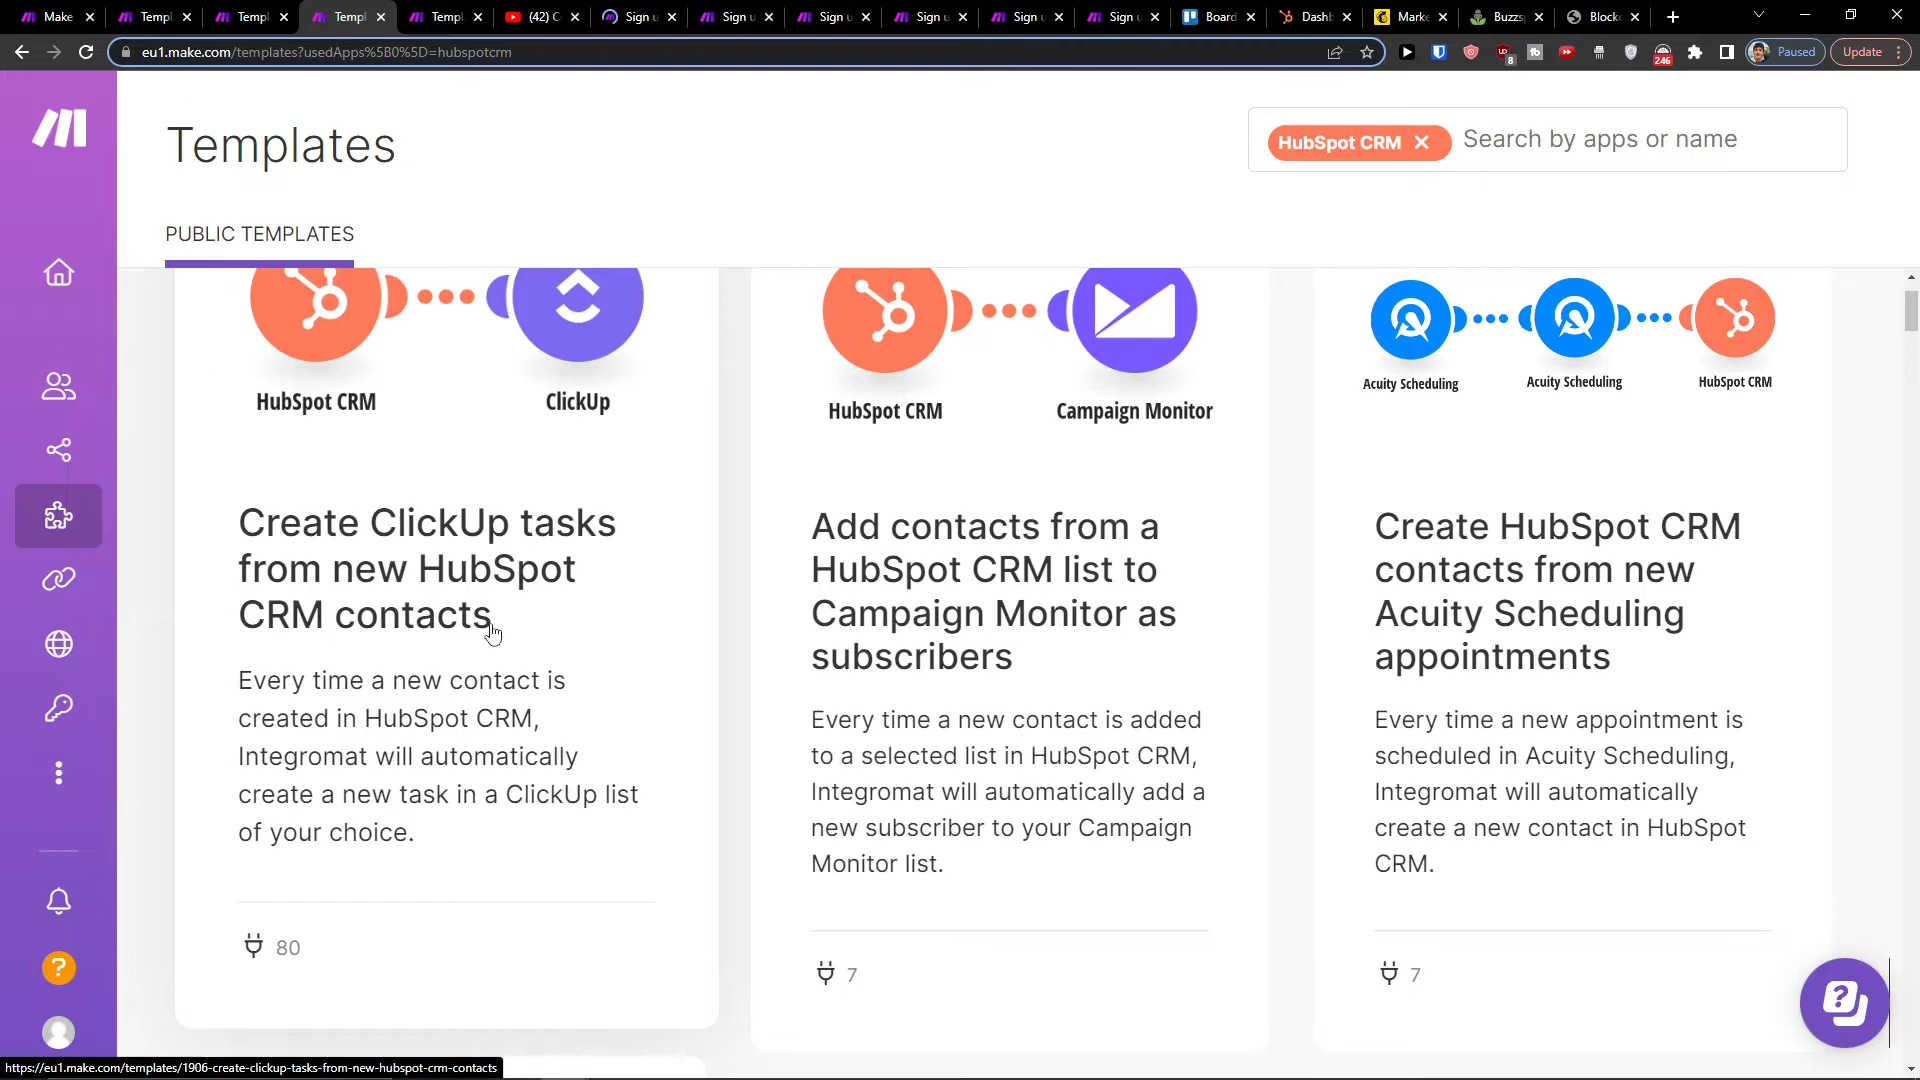 Make
Templ
Templ
Templ
Templ
(42) C
Sign u
Sign u
Sign u
Sign u
Sign u
Sign u
Board
Dashb
Marke
Buzzs
Block
eu1.make.com/templates?usedApps%5B0%5D=hubspotcrm
8
246
Paused
Update
Templates
HubSpot CRM
Search by apps or name
PUBLIC TEMPLATES
HubSpot CRM
ClickUp
Create ClickUp tasks
from new HubSpot
CRM contacts
Every time a new contact is
created in HubSpot CRM,
Integromat will automatically
create a new task in a ClickUp list
of your choice.
80
HubSpot CRM
Campaign Monitor
Add contacts from a
HubSpot CRM list to
Campaign Monitor as
subscribers
Every time a new contact is added
to a selected list in HubSpot CRM,
Integromat will automatically add a
new subscriber to your Campaign
Monitor list.
7
Acuity Scheduling
Acuity Scheduling
HubSpot CRM
Create HubSpot CRM
contacts from new
Acuity Scheduling
appointments
Every time a new appointment is
scheduled in Acuity Scheduling,
Integromat will automatically
create a new contact in HubSpot
CRM.
7
https://eu1.make.com/templates/1906-create-clickup-tasks-from-new-hubspot-crm-contacts